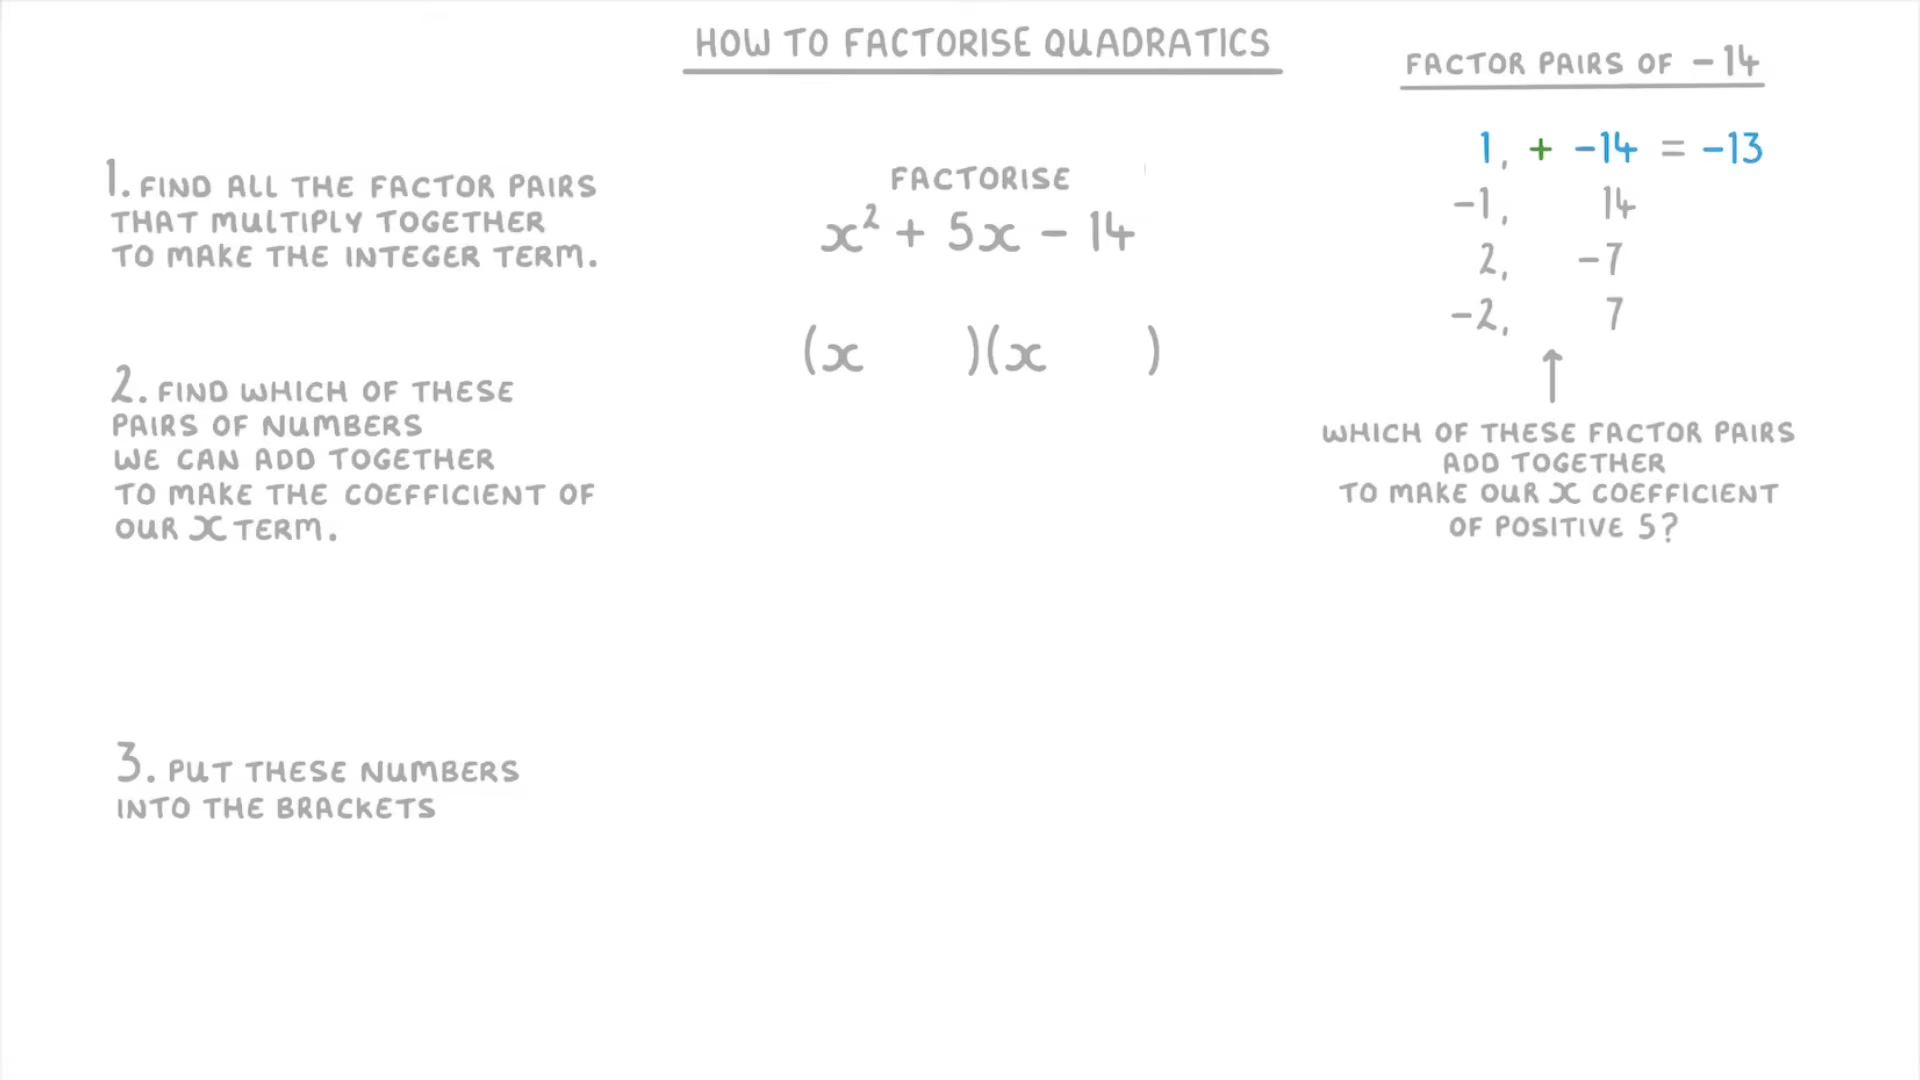 HOW TO FACTORISE QUADRATICS
1. FIND ALL THE FACTOR PAIRS
THAT MULTIPLY TOGETHER
TO MAKE THE INTEGER TERM.
2. FIND WHICH OF THESE
PAIRS OF NUMBERS
WE CAN ADD TOGETHER
TO MAKE THE COEFFICIENT OF
OUR x TERM.
3. PUT THESE NUMBERS
INTO THE BRACKETS
FACTORISE
x² + 5x − 14
(x )(x )
FACTOR PAIRS OF −14
1, + −14 = −13
−1, 14
2, −7
−2, 7
↑
WHICH OF THESE FACTOR PAIRS
ADD TOGETHER
TO MAKE OUR x COEFFICIENT
OF POSITIVE 5?